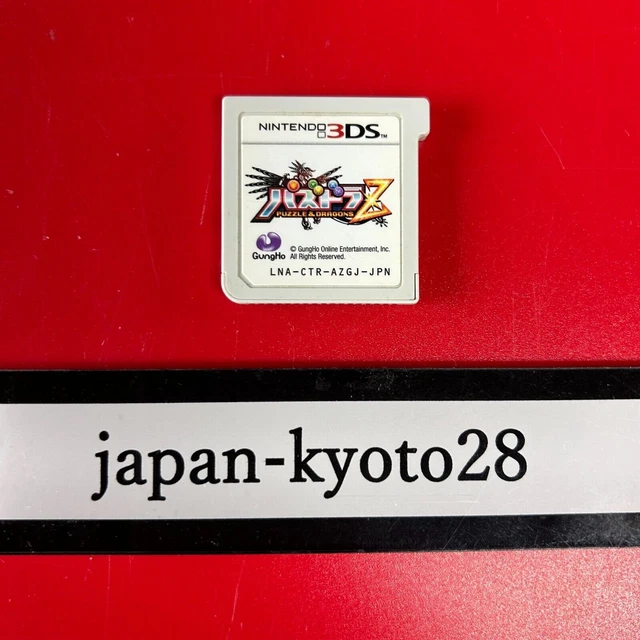 NINTENDO 3DS™
パズドラZ
PUZZLE & DRAGONS
GungHo
© GungHo Online Entertainment, Inc.
All Rights Reserved.
LNA-CTR-AZGJ-JPN
japan-kyoto28